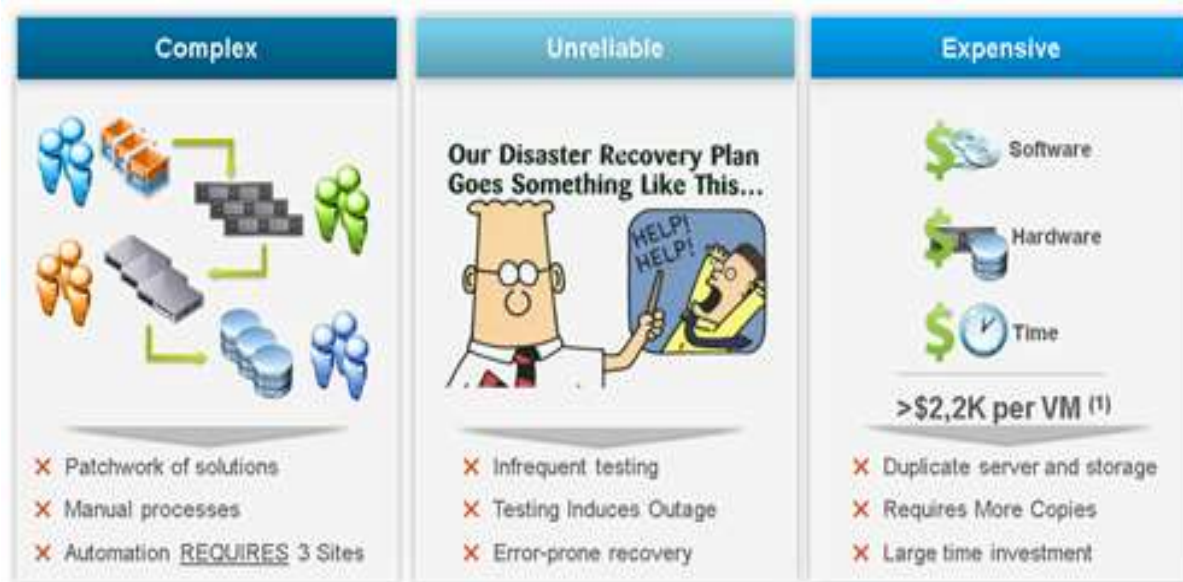 Complex
Patchwork of solutions
Manual processes
Automation REQUIRES 3 Sites
Unreliable
Our Disaster Recovery Plan
Goes Something Like This...
HELP!
HELP!
Infrequent testing
Testing Induces Outage
Error-prone recovery
Expensive
Software
Hardware
Time
>$2,2K per VM (1)
Duplicate server and storage
Requires More Copies
Large time investment